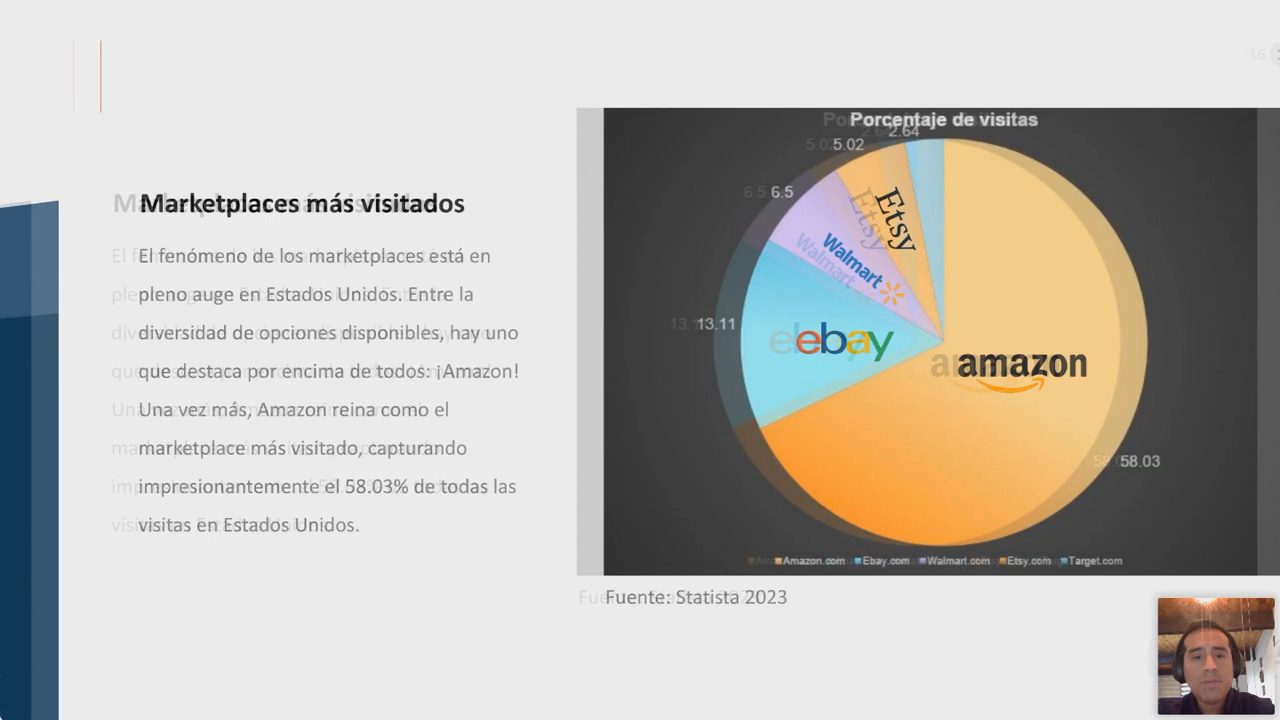 16
Porcentaje de visitas
2.64
5.02
6.5
Etsy
Walmart
13.11
ebay
amazon
58.03
Amazon.com Ebay.com Walmart.com Etsy.com Target.com
Marketplaces más visitados
El fenómeno de los marketplaces está en
pleno auge en Estados Unidos. Entre la
diversidad de opciones disponibles, hay uno
que destaca por encima de todos: ¡Amazon!
Una vez más, Amazon reina como el
marketplace más visitado, capturando
impresionantemente el 58.03% de todas las
visitas en Estados Unidos.
Fuente: Statista 2023